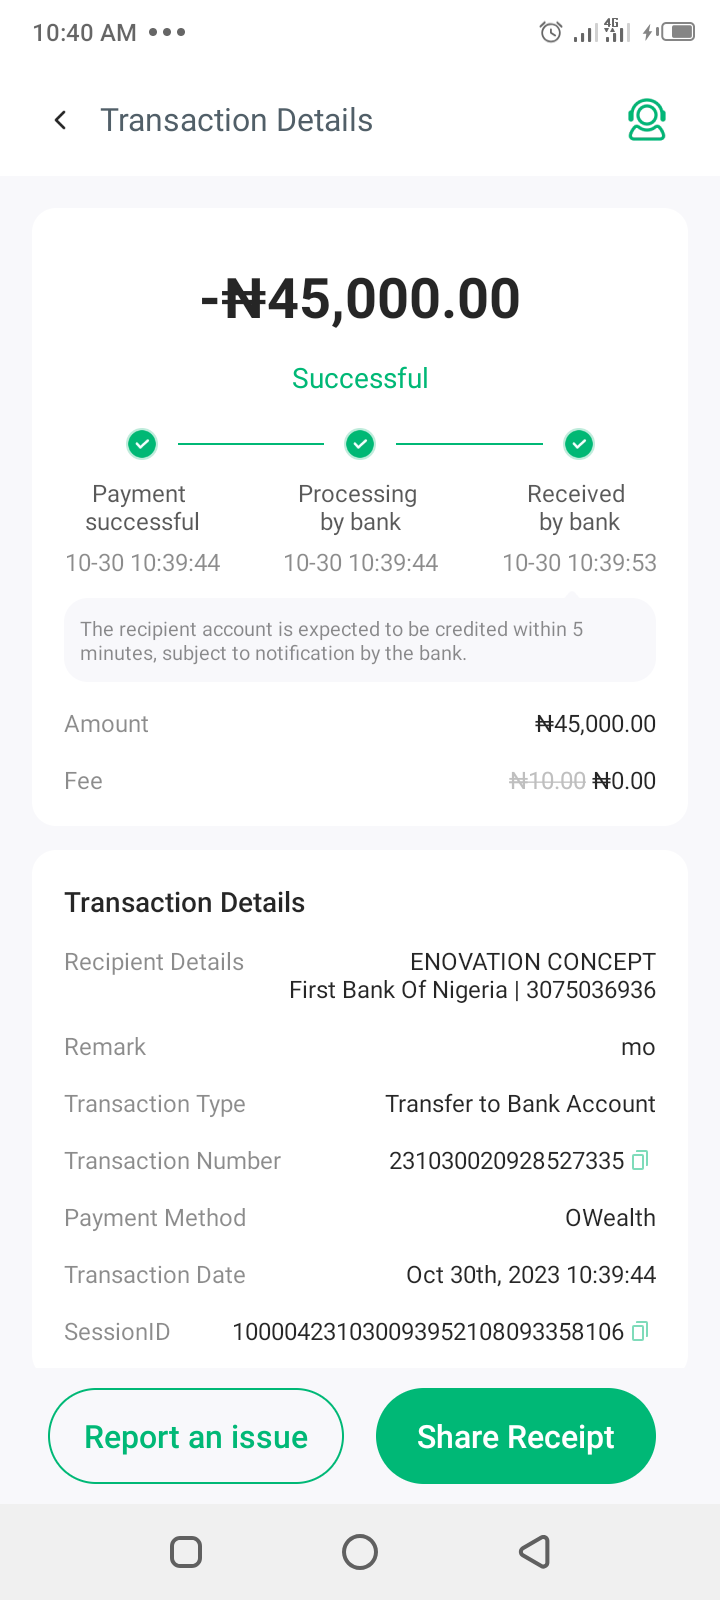 10:40 AM
4G
Transaction Details
-₦45,000.00
Successful
Payment successful
Processing by bank
Received by bank
10-30 10:39:44
10-30 10:39:44
10-30 10:39:53
The recipient account is expected to be credited within 5
minutes, subject to notification by the bank.
Amount ₦45,000.00
Fee ₦10.00 ₦0.00
Transaction Details
Recipient Details ENOVATION CONCEPT
First Bank Of Nigeria | 3075036936
Remark mo
Transaction Type Transfer to Bank Account
Transaction Number 231030020928527335
Payment Method OWealth
Transaction Date Oct 30th, 2023 10:39:44
SessionID 100004231030093952108093358106
Report an issue
Share Receipt